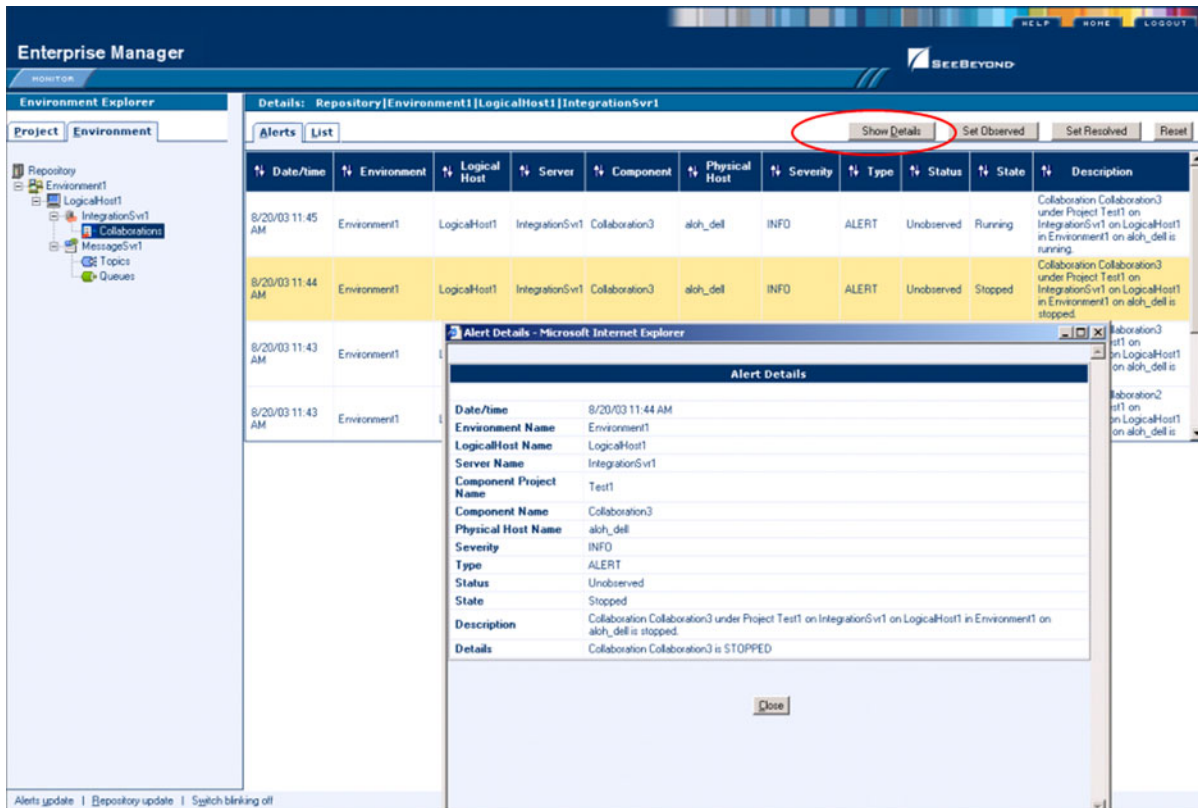 HELP HOME LOGOUT
Enterprise Manager
SEEBEYOND
MONITOR
Environment Explorer
Details: Repository|Environment1|LogicalHost1|IntegrationSvr1
Project Environment
Alerts List
Show Details Set Observed Set Resolved Reset
Repository
Environment1
LogicalHost1
IntegrationSvr1
Collaborations
MessageSvr1
Topics
Queues
Date/time Environment Logical Host Server Component Physical Host Severity Type Status State Description
8/20/03 11:45 AM Environment1 LogicalHost1 IntegrationSvr1 Collaboration3 aloh_dell INFO ALERT Unobserved Running
Collaboration Collaboration3
under Project Test1 on
IntegrationSvr1 on LogicalHost1
in Environment1 on aloh_dell is
running.
8/20/03 11:44 AM Environment1 LogicalHost1 IntegrationSvr1 Collaboration3 aloh_dell INFO ALERT Unobserved Stopped
Collaboration Collaboration3
under Project Test1 on
IntegrationSvr1 on LogicalHost1
in Environment1 on aloh_dell is
stopped.
8/20/03 11:43 AM Environment1
on LogicalHost1
on aloh_dell is
8/20/03 11:43 AM Environment1
on LogicalHost1
on aloh_dell is
Alert Details - Microsoft Internet Explorer
Alert Details
Date/time 8/20/03 11:44 AM
Environment Name Environment1
LogicalHost Name LogicalHost1
Server Name IntegrationSvr1
Component Project Name Test1
Component Name Collaboration3
Physical Host Name aloh_dell
Severity INFO
Type ALERT
Status Unobserved
State Stopped
Description Collaboration Collaboration3 under Project Test1 on IntegrationSvr1 on LogicalHost1 in Environment1 on
aloh_dell is stopped.
Details Collaboration Collaboration3 is STOPPED
Close
Alerts update | Repository update | Switch blinking off